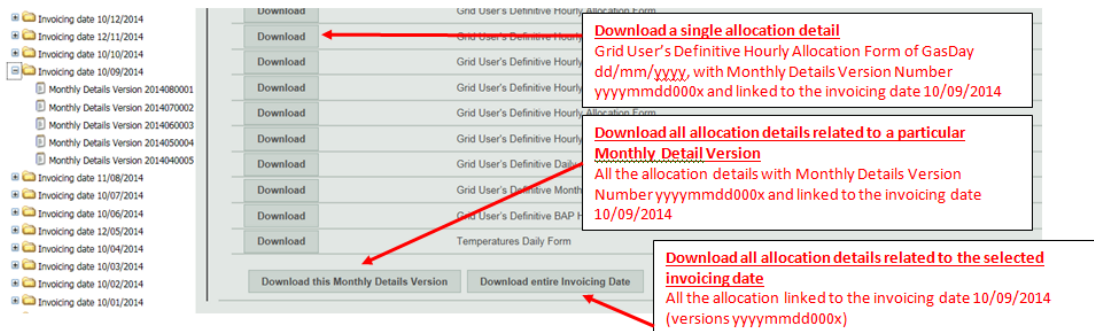 Invoicing date 10/12/2014
Invoicing date 12/11/2014
Invoicing date 10/10/2014
Invoicing date 10/09/2014
Monthly Details Version 2014080001
Monthly Details Version 2014070002
Monthly Details Version 2014060003
Monthly Details Version 2014050004
Monthly Details Version 2014040005
Invoicing date 11/08/2014
Invoicing date 10/07/2014
Invoicing date 10/06/2014
Invoicing date 12/05/2014
Invoicing date 10/04/2014
Invoicing date 10/03/2014
Invoicing date 10/02/2014
Invoicing date 10/01/2014
Download Grid User's Definitive Hourly Allocation Form
Download Grid User's Definitive Hourly
Download Grid User's Definitive Hourly
Download Grid User's Definitive Hourly
Download Grid User's Definitive Hourly Allocation Form
Download Grid User's Definitive Hourly
Download Grid User's Definitive Daily
Download Grid User's Definitive Month
Download Grid User's Definitive BAP H
Download Temperatures Daily Form
Download this Monthly Details Version Download entire Invoicing Date
Download a single allocation detail
Grid User's Definitive Hourly Allocation Form of GasDay
dd/mm/yyyy, with Monthly Details Version Number
yyyymmdd000x and linked to the invoicing date 10/09/2014
Download all allocation details related to a particular
Monthly Detail Version
All the allocation details with Monthly Details Version
Number yyyymmdd000x and linked to the invoicing date
10/09/2014
Download all allocation details related to the selected
invoicing date
All the allocation linked to the invoicing date 10/09/2014
(versions yyyymmdd000x)